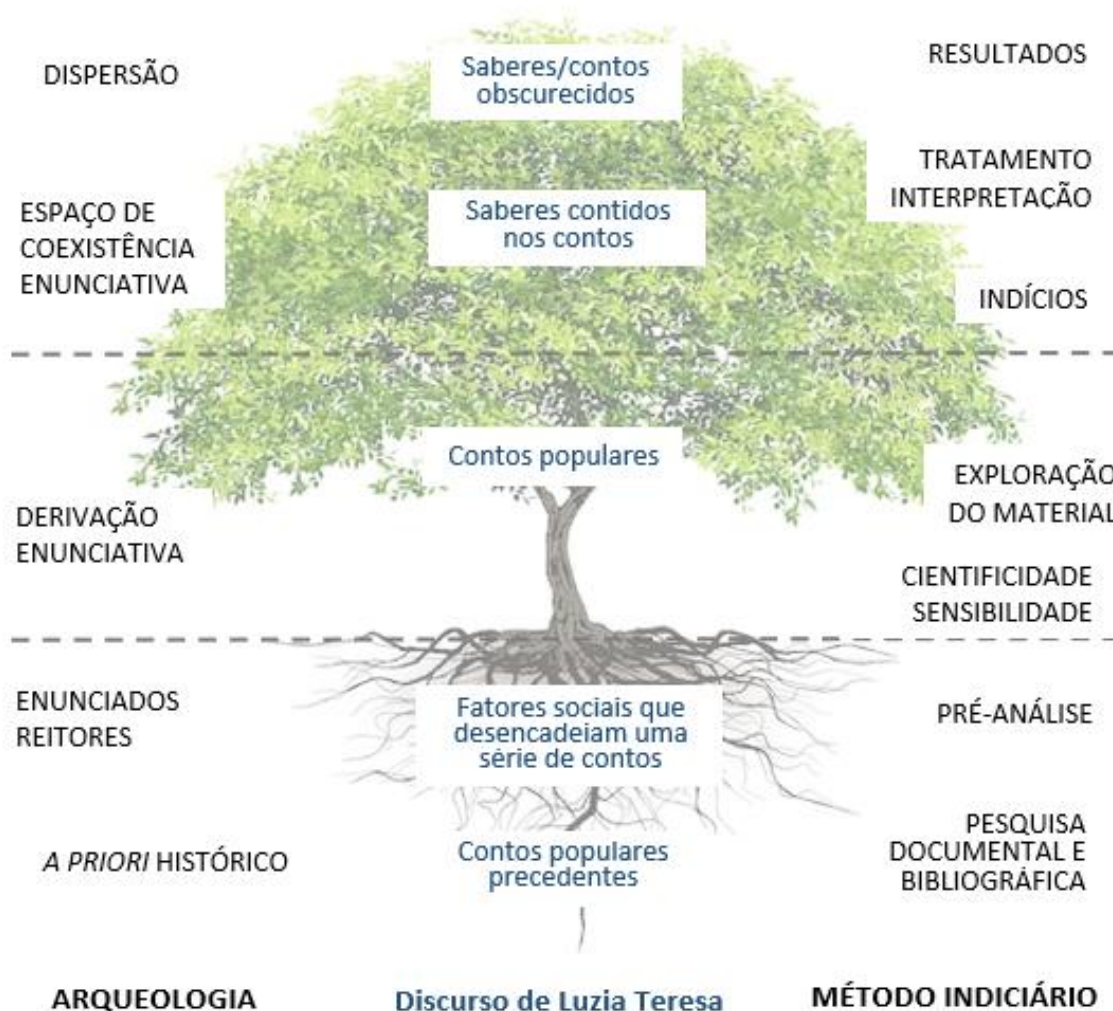 DISPERSÃO
Saberes/contos
obscurecidos
RESULTADOS
TRATAMENTO
INTERPRETAÇÃO
ESPAÇO DE
COEXISTÊNCIA
ENUNCIATIVA
Saberes contidos
nos contos
INDÍCIOS
Contos populares
EXPLORAÇÃO
DO MATERIAL
DERIVAÇÃO
ENUNCIATIVA
CIENTIFICIDADE
SENSIBILIDADE
ENUNCIADOS
REITORES
Fatores sociais que
desencadeiam uma
série de contos
PRÉ-ANÁLISE
A PRIORI HISTÓRICO
Contos populares
precedentes
PESQUISA
DOCUMENTAL E
BIBLIOGRÁFICA
ARQUEOLOGIA
Discurso de Luzia Teresa
MÉTODO INDICIÁRIO